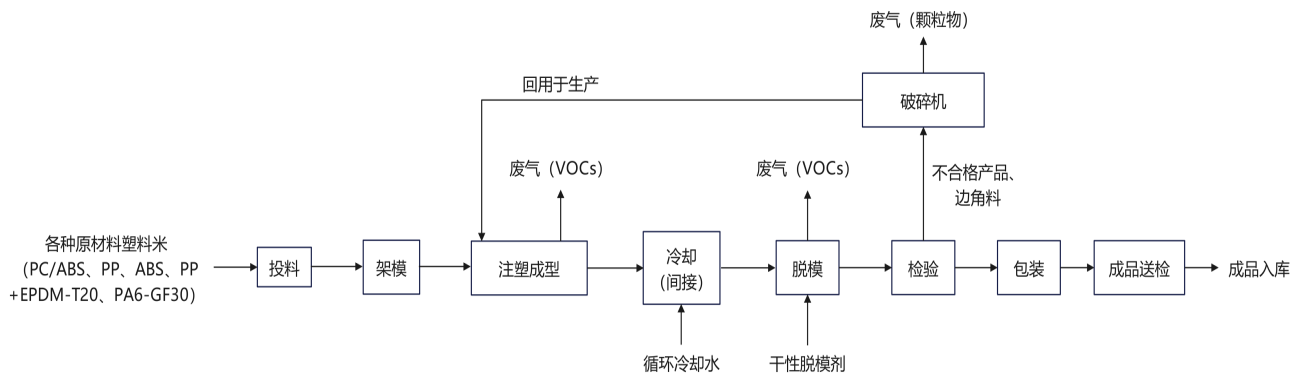 废气（颗粒物）
回用于生产
破碎机
废气（VOCs）
废气（VOCs）
不合格产品、
边角料
各种原材料塑料米
（PC/ABS、PP、ABS、PP
+EPDM-T20、PA6-GF30）
投料
架模
注塑成型
冷却
（间接）
脱模
检验
包装
成品送检
成品入库
循环冷却水
干性脱模剂